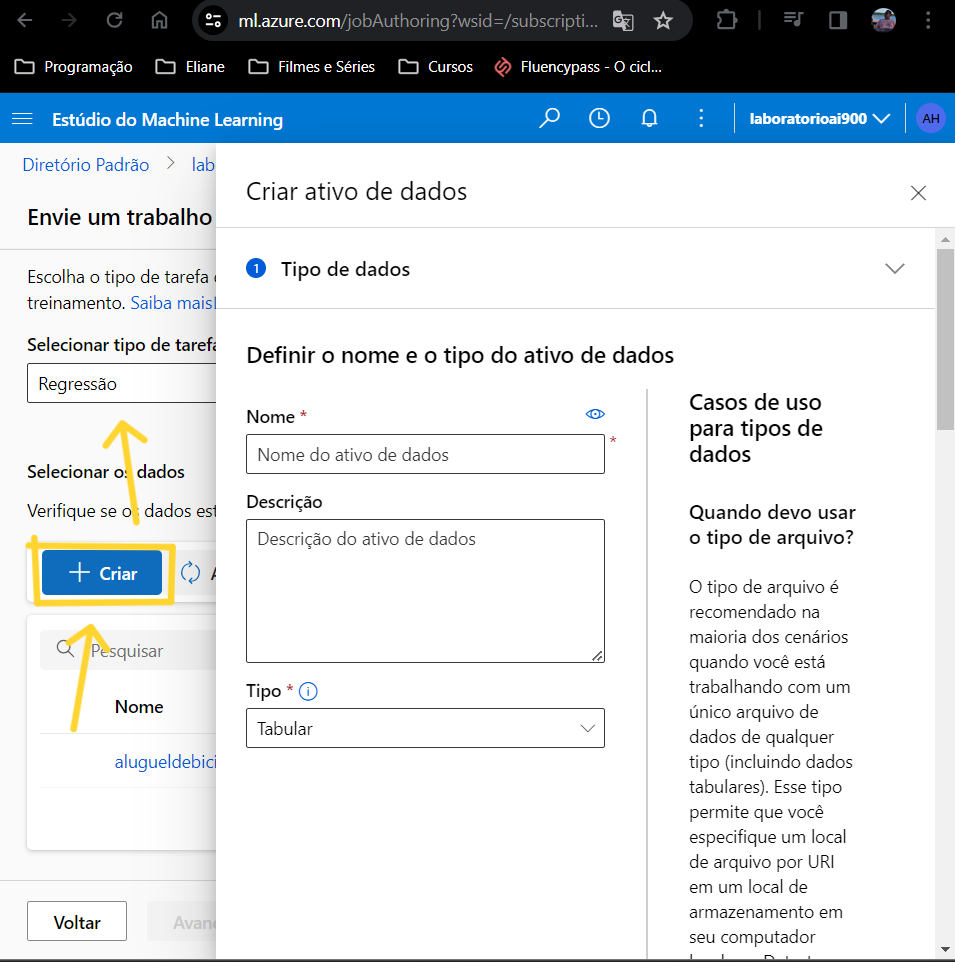 ml.azure.com/jobAuthoring?wsid=/subscripti...
Programação
Eliane
Filmes e Séries
Cursos
Fluencypass - O cicl...
Estúdio do Machine Learning
laboratorioai900
AH
Diretório Padrão > lab
Envie um trabalho
Escolha o tipo de tarefa
treinamento. Saiba mais
Selecionar tipo de tarefa
Regressão
Selecionar os dados
Verifique se os dados est
+ Criar
Pesquisar
Nome
alugueldebici
Voltar
Avan
Criar ativo de dados
1 Tipo de dados
Definir o nome e o tipo do ativo de dados
Nome *
Nome do ativo de dados
*
Descrição
Descrição do ativo de dados
Tipo *
Tabular
Casos de uso
para tipos de
dados
Quando devo usar
o tipo de arquivo?
O tipo de arquivo é
recomendado na
maioria dos cenários
quando você está
trabalhando com um
único arquivo de
dados de qualquer
tipo (incluindo dados
tabulares). Esse tipo
permite que você
especifique um local
de arquivo por URI
em um local de
armazenamento em
seu computador